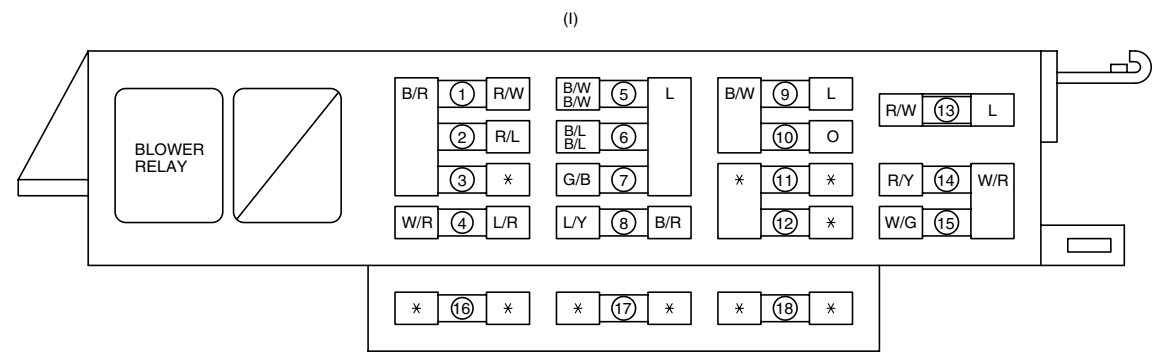 (I)
BLOWER
RELAY
B/R 1 R/W
2 R/L
3 *
W/R 4 L/R
B/W
B/W 5 L
B/L
B/L 6
G/B 7
L/Y 8 B/R
B/W 9 L
10 O
* 11 *
12 *
R/W 13 L
R/Y 14 W/R
W/G 15
* 16 *
* 17 *
* 18 *